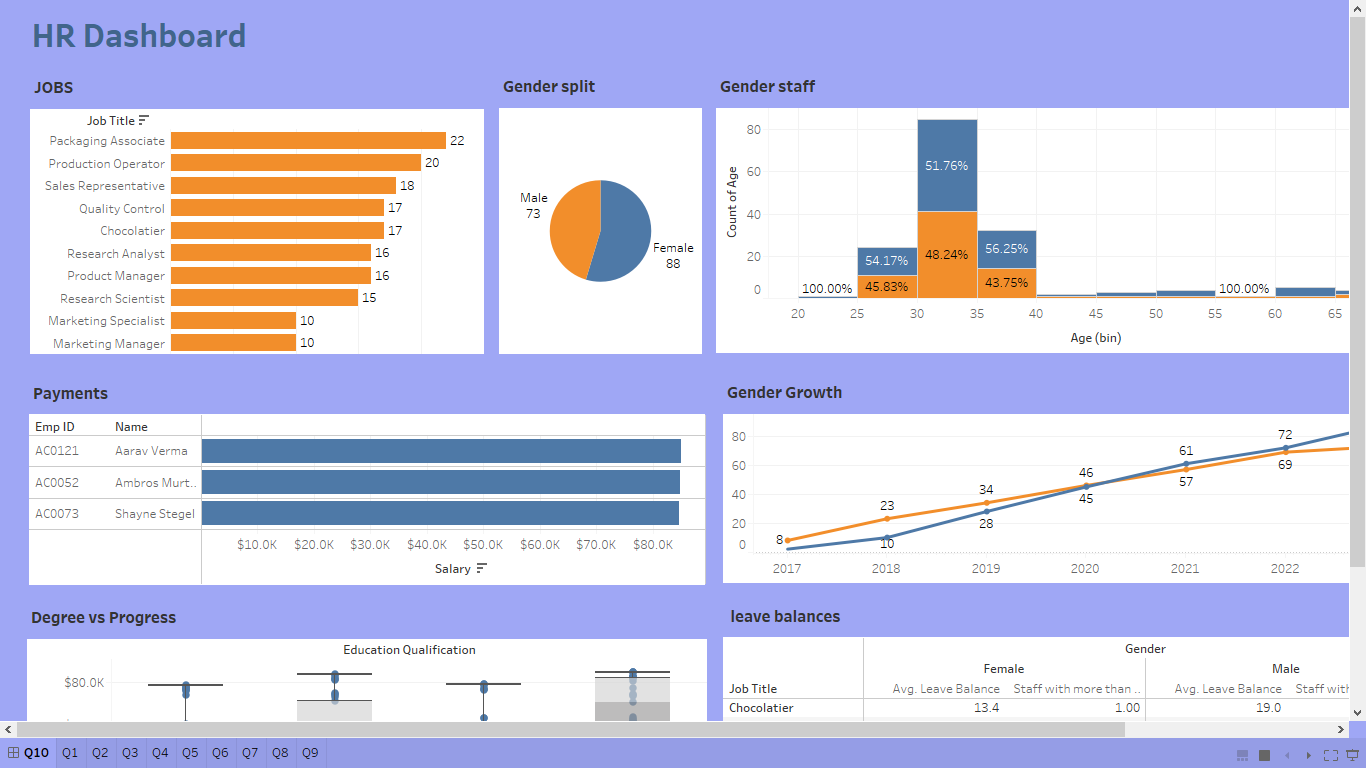 HR Dashboard
JOBS
Job Title
Packaging Associate 22
Production Operator 20
Sales Representative 18
Quality Control 17
Chocolatier 17
Research Analyst 16
Product Manager 16
Research Scientist 15
Marketing Specialist 10
Marketing Manager 10
Gender split
Male
73
Female
88
Gender staff
Count of Age
80
60
40
20
0
51.76%
54.17%
48.24%
56.25%
100.00%
45.83%
43.75%
100.00%
20 25 30 35 40 45 50 55 60 65
Age (bin)
Payments
Emp ID Name
AC0121 Aarav Verma
AC0052 Ambros Murt..
AC0073 Shayne Stegel
$10.0K $20.0K $30.0K $40.0K $50.0K $60.0K $70.0K $80.0K
Salary
Gender Growth
80
60
40
20
0
8
23
10
34
28
46
45
61
57
72
69
2017 2018 2019 2020 2021 2022
Degree vs Progress
Education Qualification
$80.0K
leave balances
Gender
Female Male
Job Title Avg. Leave Balance Staff with more than .. Avg. Leave Balance Staff with
Chocolatier 13.4 1.00 19.0
Q10 Q1 Q2 Q3 Q4 Q5 Q6 Q7 Q8 Q9